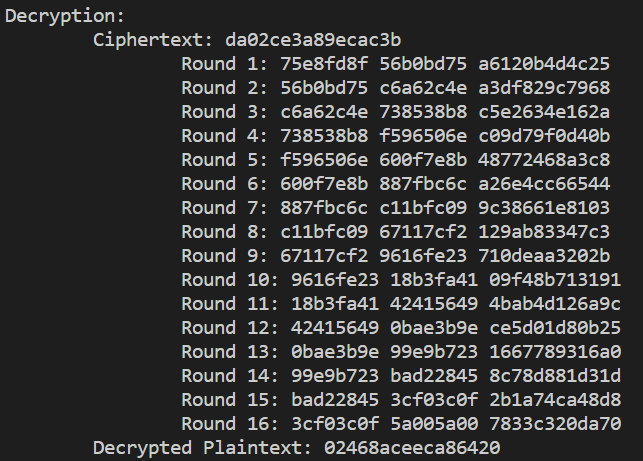 Decryption:
Ciphertext: da02ce3a89ecac3b
Round 1: 75e8fd8f 56b0bd75 a6120b4d4c25
Round 2: 56b0bd75 c6a62c4e a3df829c7968
Round 3: c6a62c4e 738538b8 c5e2634e162a
Round 4: 738538b8 f596506e c09d79f0d40b
Round 5: f596506e 600f7e8b 48772468a3c8
Round 6: 600f7e8b 887fbc6c a26e4cc66544
Round 7: 887fbc6c c11bfc09 9c38661e8103
Round 8: c11bfc09 67117cf2 129ab83347c3
Round 9: 67117cf2 9616fe23 710deaa3202b
Round 10: 9616fe23 18b3fa41 09f48b713191
Round 11: 18b3fa41 42415649 4bab4d126a9c
Round 12: 42415649 0bae3b9e ce5d01d80b25
Round 13: 0bae3b9e 99e9b723 1667789316a0
Round 14: 99e9b723 bad22845 8c78d881d31d
Round 15: bad22845 3cf03c0f 2b1a74ca48d8
Round 16: 3cf03c0f 5a005a00 7833c320da70
Decrypted Plaintext: 02468aceeca86420